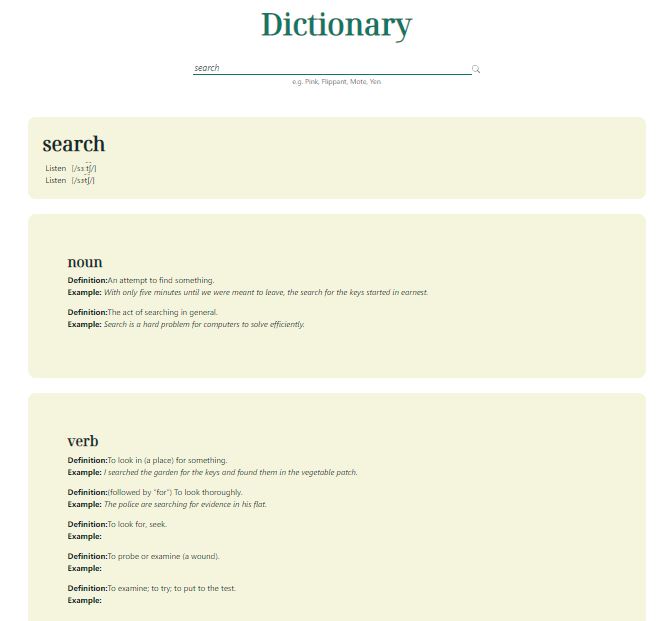 Dictionary
search
e.g. Pink, Flippant, Mote, Yen
search
Listen [/sɜːt͡ʃ/]
Listen [/sɝt͡ʃ/]
noun
Definition:An attempt to find something.
Example: With only five minutes until we were meant to leave, the search for the keys started in earnest.
Definition:The act of searching in general.
Example: Search is a hard problem for computers to solve efficiently.
verb
Definition:To look in (a place) for something.
Example: I searched the garden for the keys and found them in the vegetable patch.
Definition:(followed by "for") To look thoroughly.
Example: The police are searching for evidence in his flat.
Definition:To look for, seek.
Example:
Definition:To probe or examine (a wound).
Example:
Definition:To examine; to try; to put to the test.
Example: